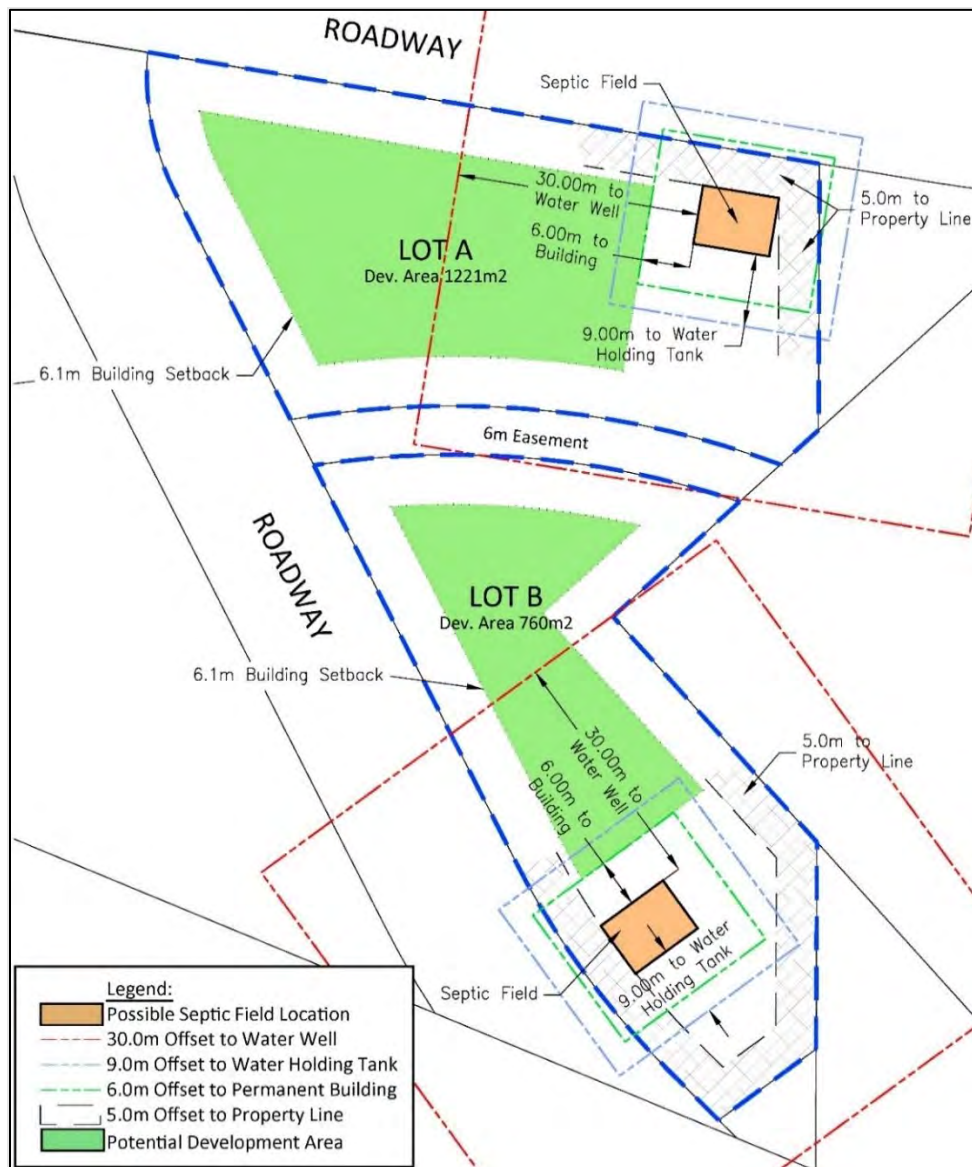 ROADWAY
Septic Field
30.00m to
Water Well
5.0m to
Property Line
6.00m to
Building
LOT A
Dev. Area 1221m2
9.00m to Water
Holding Tank
6.1m Building Setback
6m Easement
ROADWAY
LOT B
Dev. Area 760m2
6.1m Building Setback
30.00m to
Water Well
5.0m to
Property Line
6.00m to
Building
9.00m to Water
Holding Tank
Septic Field
Legend:
Possible Septic Field Location
30.0m Offset to Water Well
9.0m Offset to Water Holding Tank
6.0m Offset to Permanent Building
5.0m Offset to Property Line
Potential Development Area